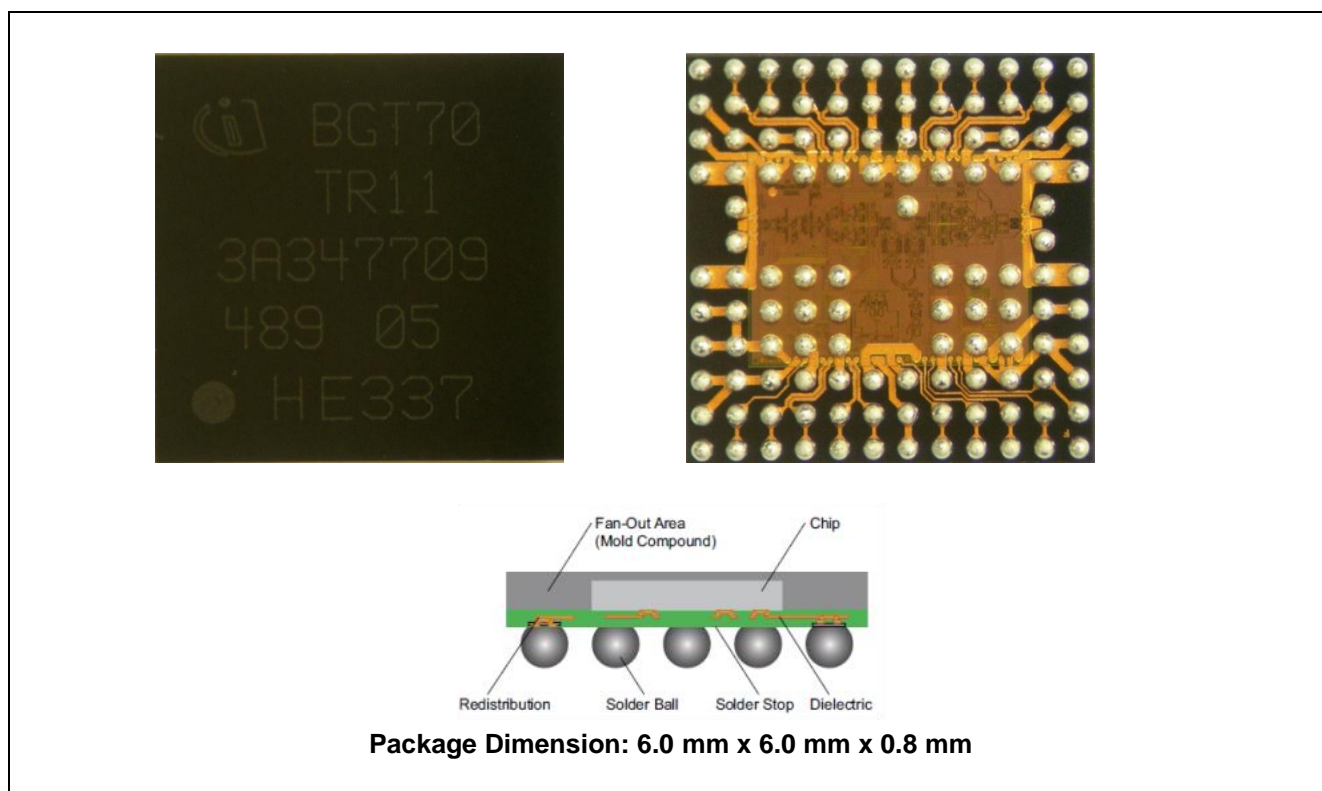 BGT70
TR11
3A347709
489 05
HE337
Fan-Out Area
(Mold Compound)
Chip
Redistribution
Solder Ball
Solder Stop
Dielectric
Package Dimension: 6.0 mm x 6.0 mm x 0.8 mm